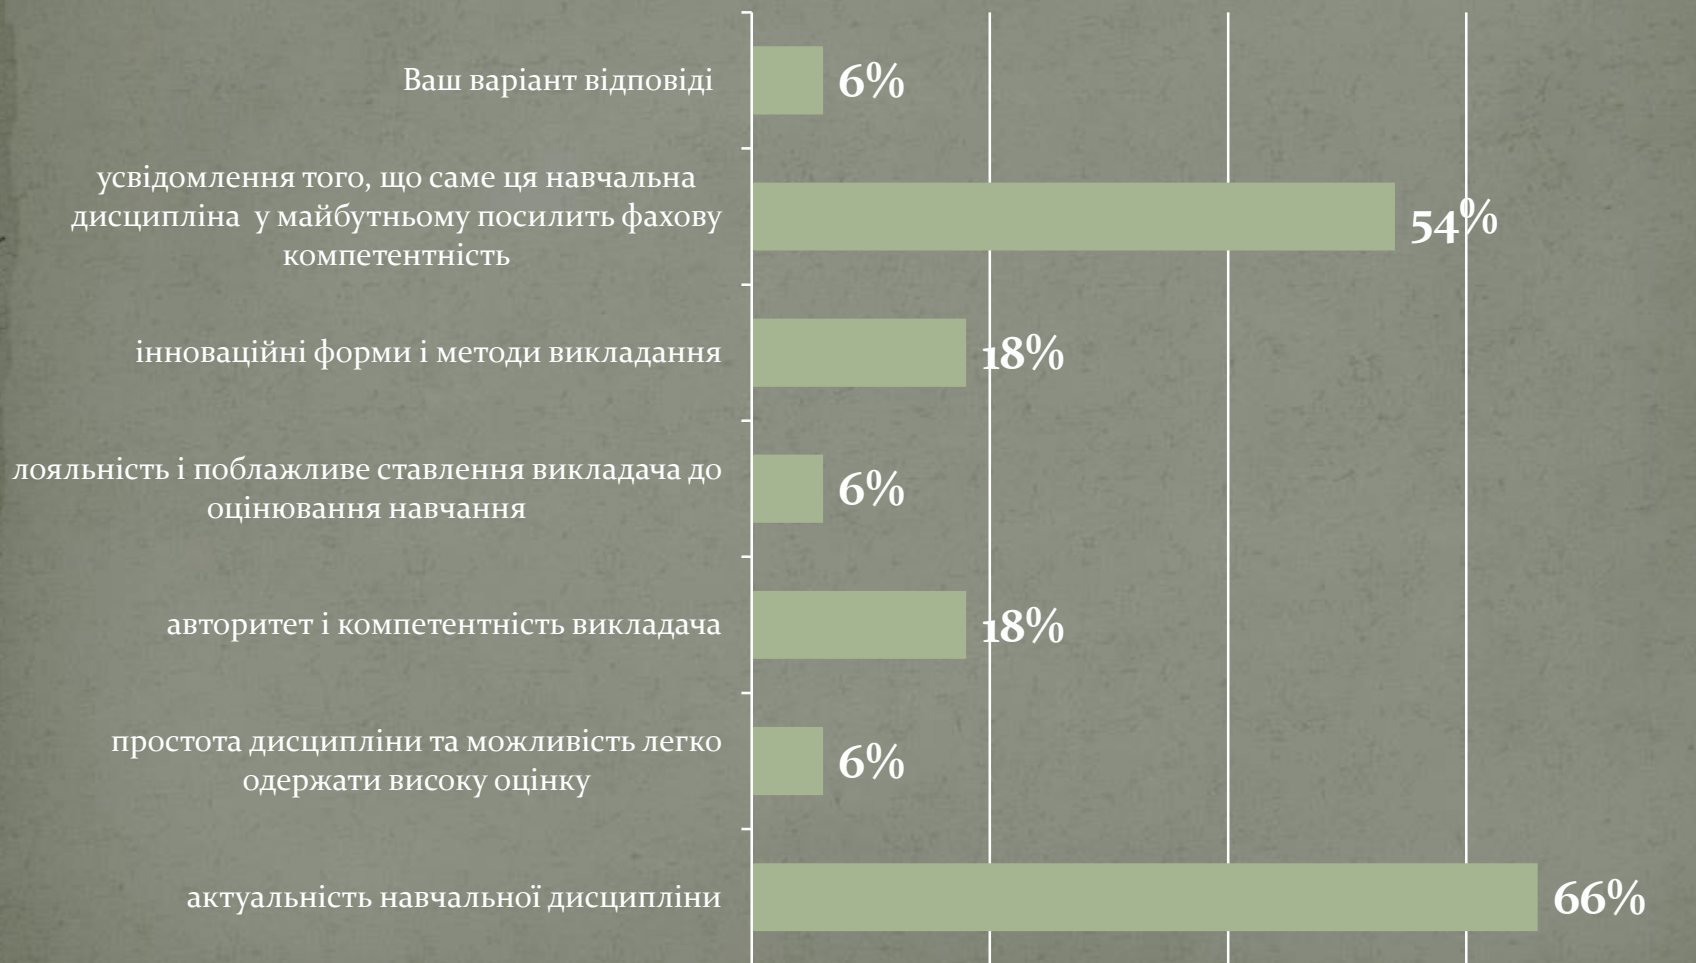 Ваш варіант відповіді
6%
усвідомлення того, що саме ця навчальна
дисципліна у майбутньому посилить фахову
компетентність
54%
інноваційні форми і методи викладання
18%
лояльність і поблажливе ставлення викладача до
оцінювання навчання
6%
авторитет і компетентність викладача
18%
простота дисципліни та можливість легко
одержати високу оцінку
6%
актуальність навчальної дисципліни
66%